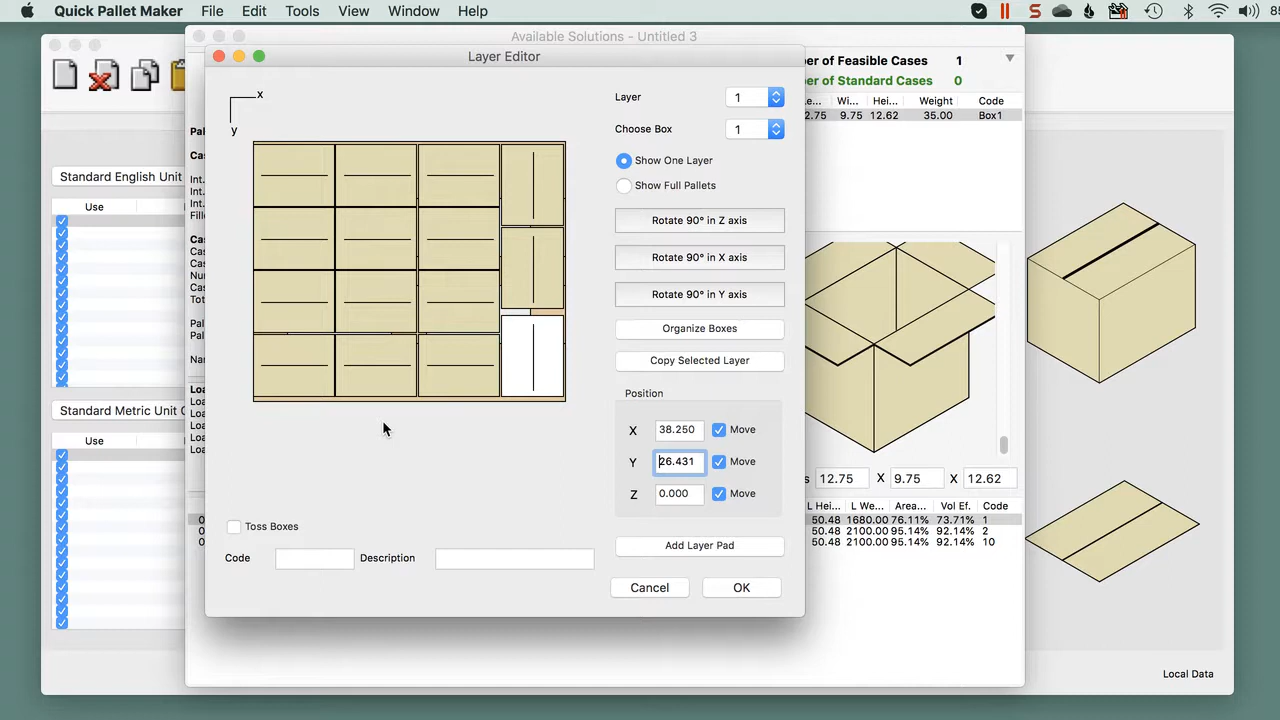 Quick Pallet Maker File Edit Tools View Window Help
Available Solutions - Untitled 3
Layer Editor
x
y
Layer 1
Choose Box 1
Show One Layer
Show Full Pallets
Rotate 90° in Z axis
Rotate 90° in X axis
Rotate 90° in Y axis
Organize Boxes
Copy Selected Layer
Position
X 38.250 Move
Y 26.431 Move
Z 0.000 Move
Add Layer Pad
Toss Boxes
Code Description
Cancel OK
Standard English Unit
Use
Standard Metric Unit
Use
er of Feasible Cases 1
er of Standard Cases 0
Le... Wi... Hei... Weight Code
2.75 9.75 12.62 35.00 Box1
s 12.75 X 9.75 X 12.62
L Hei... L We... Area... Vol Ef. Code
50.48 1680.00 76.11% 73.71% 1
50.48 2100.00 95.14% 92.14% 2
50.48 2100.00 95.14% 92.14% 10
Local Data